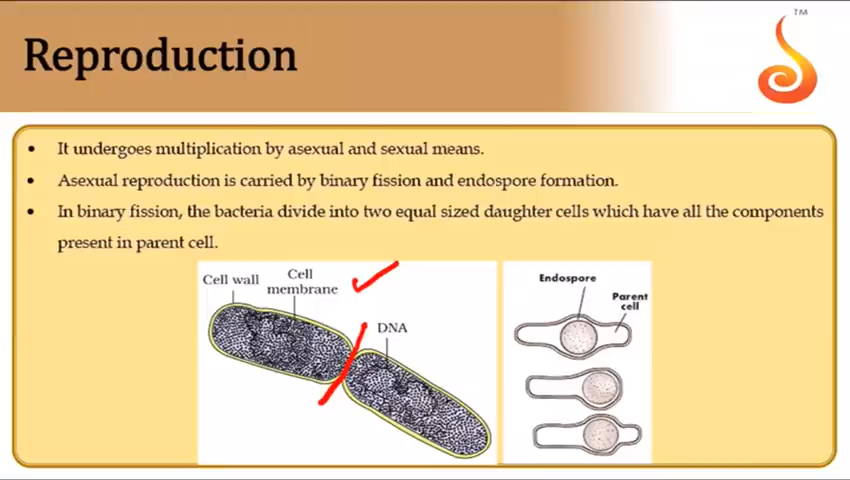 TM
Reproduction
• It undergoes multiplication by asexual and sexual means.
• Asexual reproduction is carried by binary fission and endospore formation.
• In binary fission, the bacteria divide into two equal sized daughter cells which have all the components
present in parent cell.
Cell wall
Cell
membrane
DNA
Endospore
Parent
cell